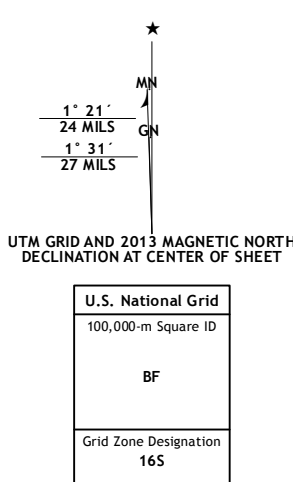 MN
1° 21´
24 MILS
GN
1° 31´
27 MILS
UTM GRID AND 2013 MAGNETIC NORTH
DECLINATION AT CENTER OF SHEET
U.S. National Grid
100,000-m Square ID
BF
Grid Zone Designation
16S